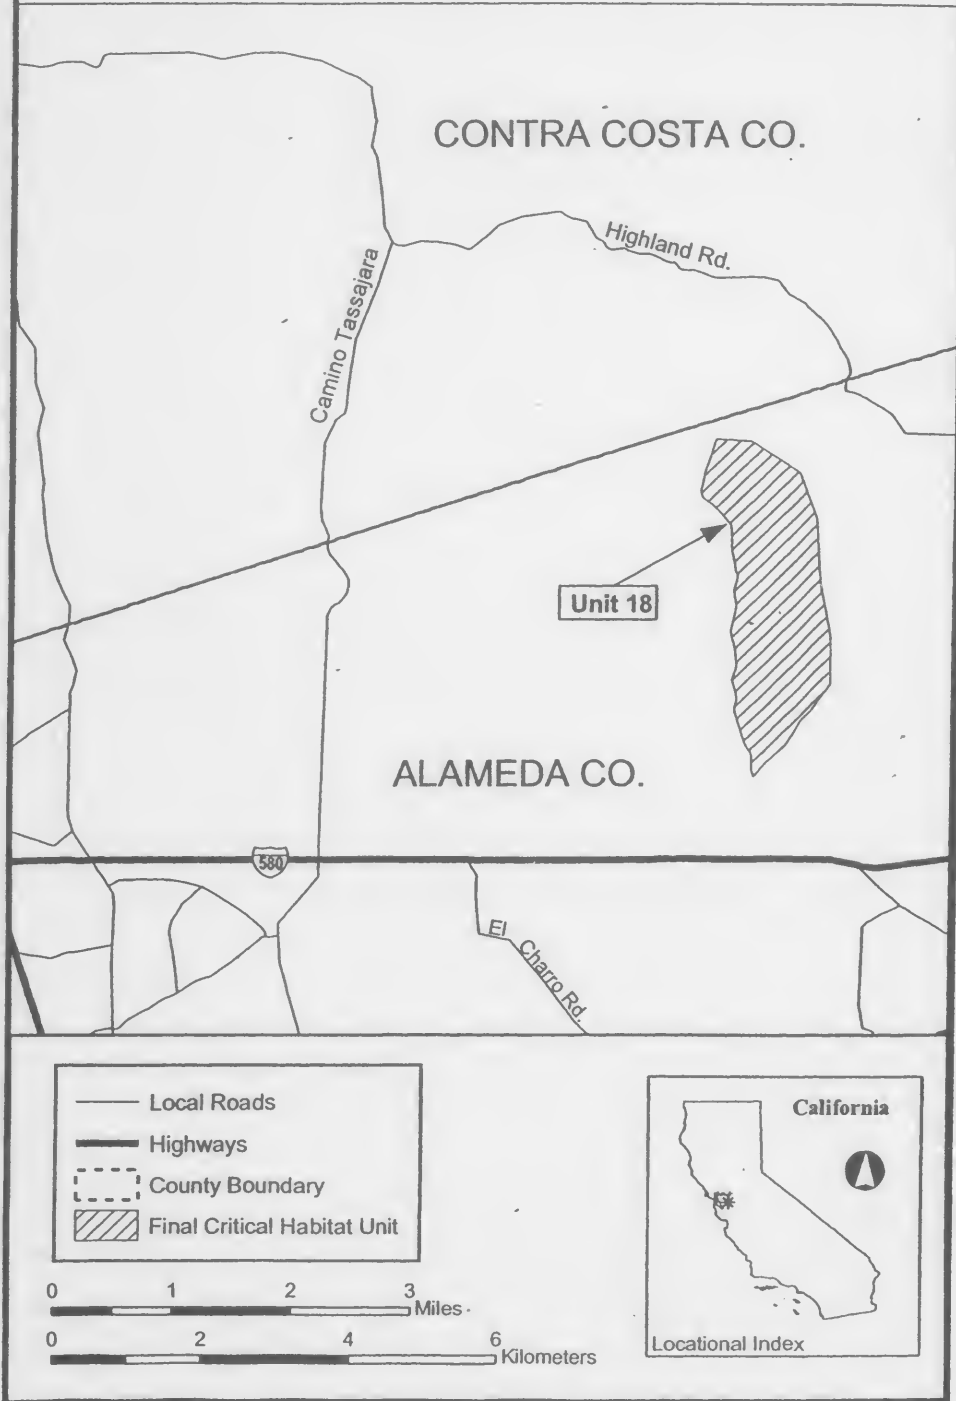 CONTRA COSTA CO.
Highland Rd.
Camino Tassajara
Unit 18
ALAMEDA CO.
580
El Charro Rd.
Local Roads
Highways
County Boundary
Final Critical Habitat Unit
0 1 2 3
Miles
0 2 4 6
Kilometers
California
Locational Index